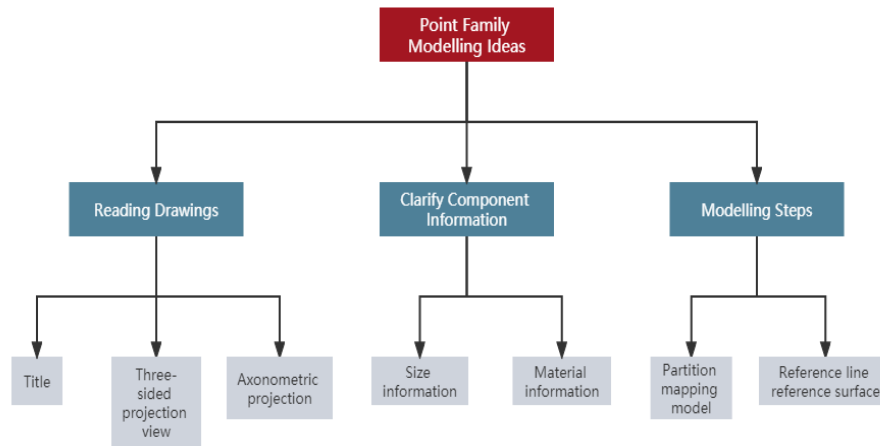 Point Family
Modelling Ideas
Reading Drawings
Clarify Component
Information
Modelling Steps
Title
Three-
sided
projection
view
Axonometric
projection
Size
information
Material
information
Partition
mapping
model
Reference line
reference surface